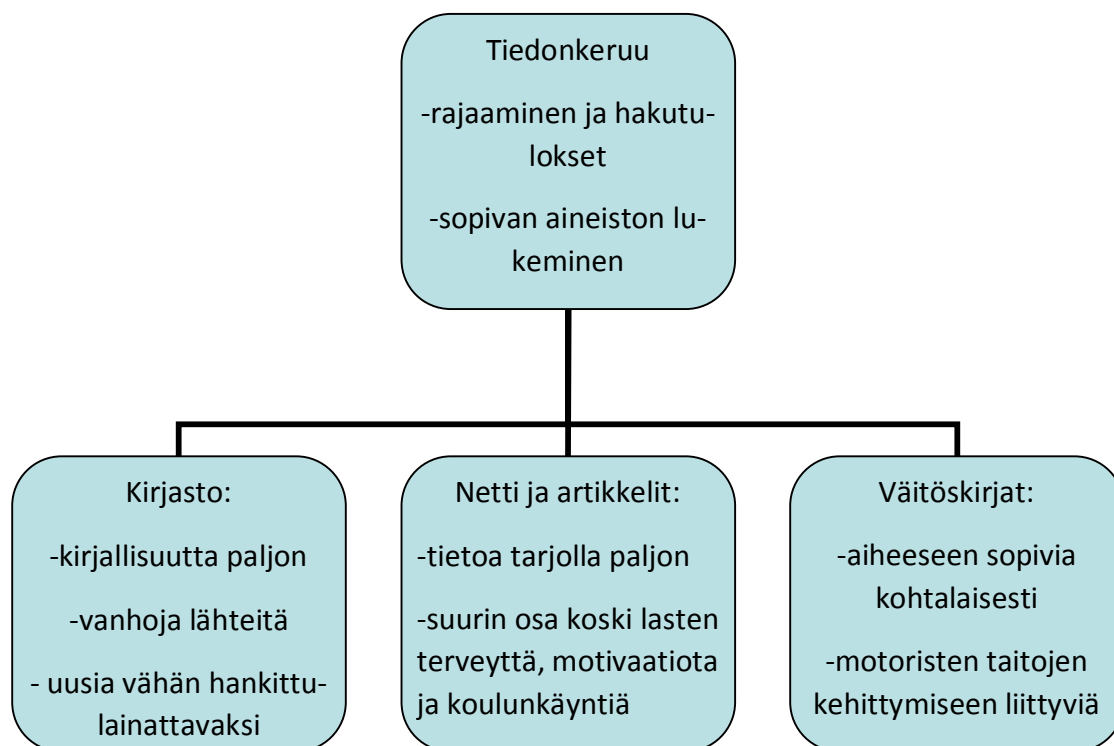 Tiedonkeruu
-rajaaminen ja hakutu-
lokset
-sopivan aineiston lu-
keminen
Kirjasto:
-kirjallisuutta paljon
-vanhoja lähteitä
- uusia vähän hankittu-
lainattavaksi
Netti ja artikkelit:
-tietoa tarjolla paljon
-suurin osa koski lasten
terveyttä, motivaatiota
ja koulunkäyntiä
Väitöskirjat:
-aiheeseen sopivia
kohtalaisesti
-motoristen taitojen
kehittymiseen liittyviä